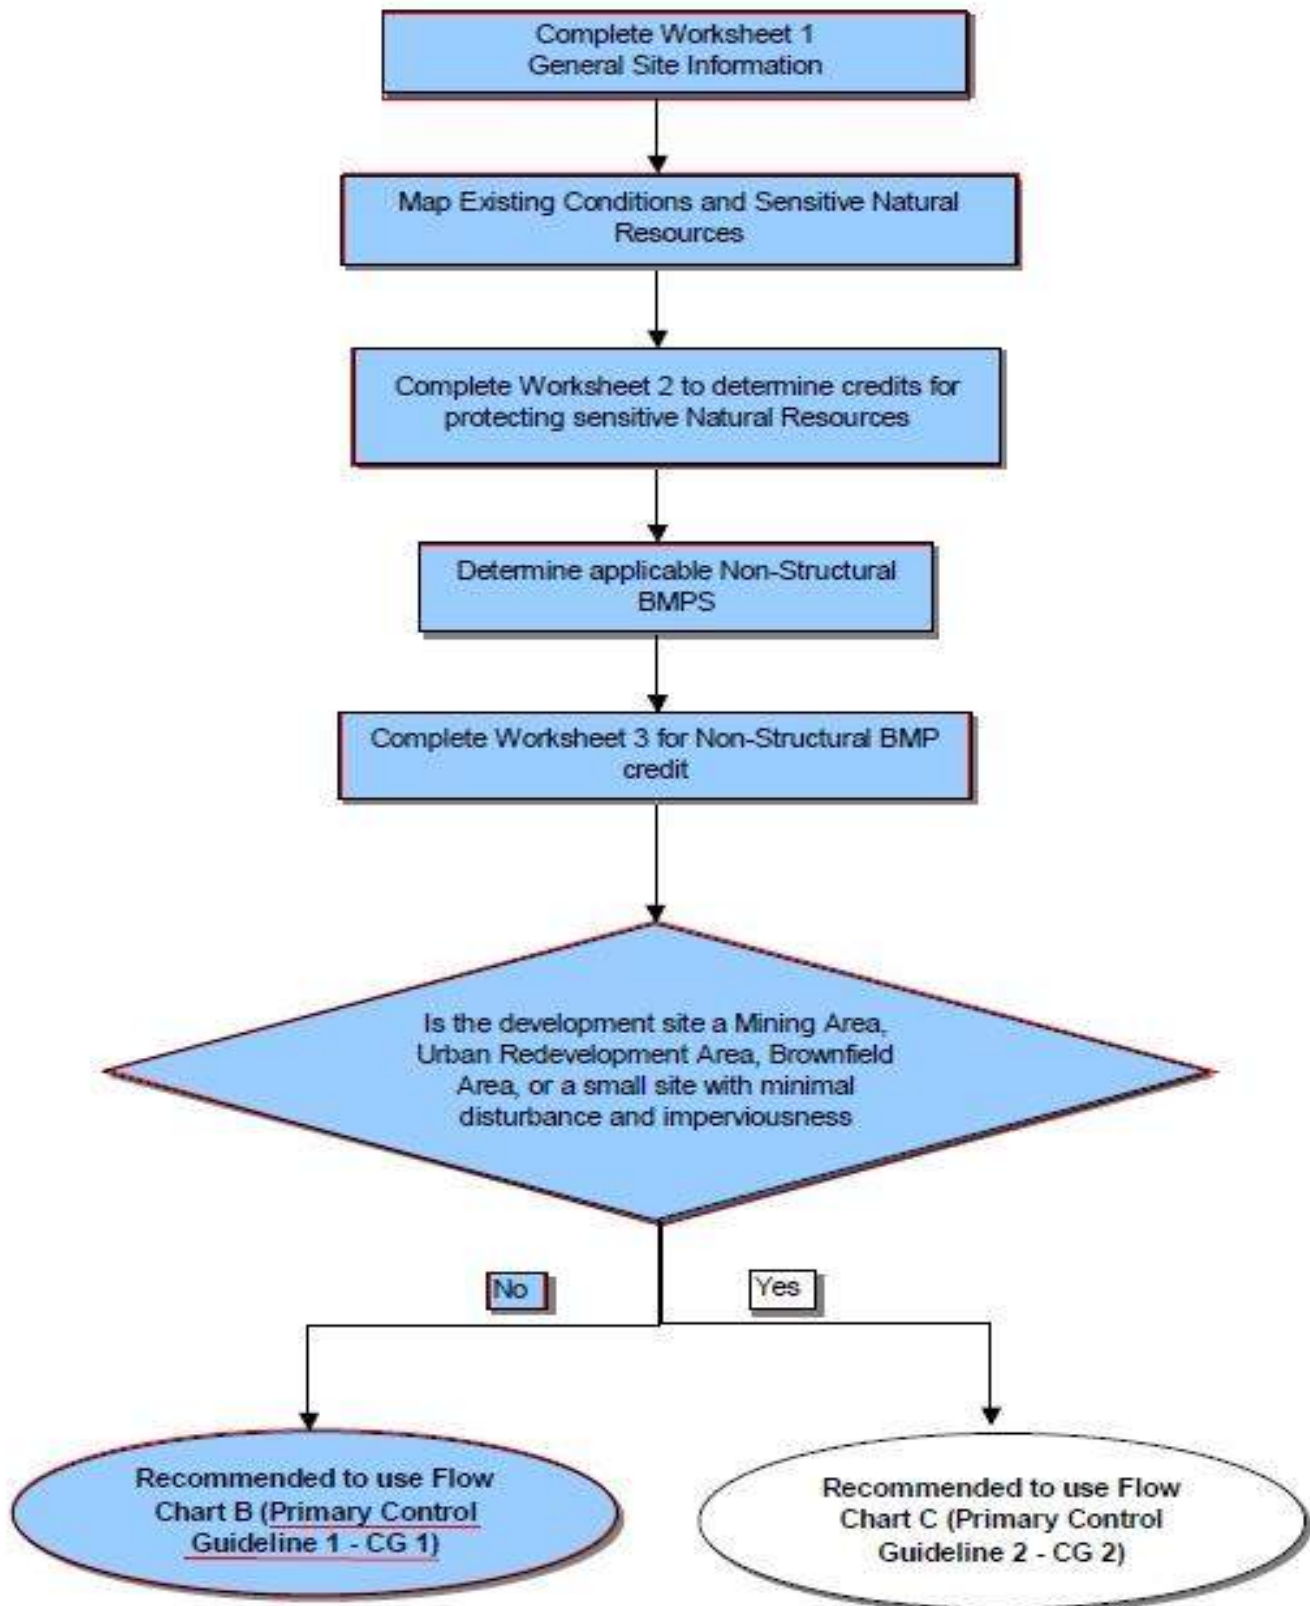 Complete Worksheet 1
General Site Information
Map Existing Conditions and Sensitive Natural
Resources
Complete Worksheet 2 to determine credits for
protecting sensitive Natural Resources
Determine applicable Non-Structural
BMPS
Complete Worksheet 3 for Non-Structural BMP
credit
Is the development site a Mining Area,
Urban Redevelopment Area, Brownfield
Area, or a small site with minimal
disturbance and imperviousness
No
Yes
Recommended to use Flow
Chart B (Primary Control
Guideline 1 - CG 1)
Recommended to use Flow
Chart C (Primary Control
Guideline 2 - CG 2)